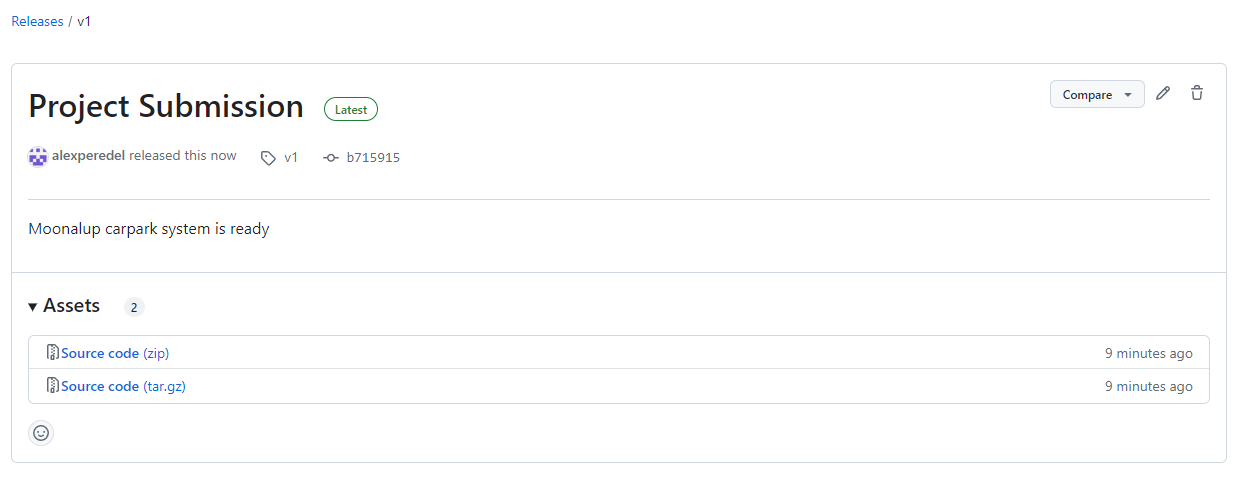 Releases / v1
Project Submission Latest
Compare
alexperedel released this now v1 b715915
Moonalup carpark system is ready
Assets 2
Source code (zip) 9 minutes ago
Source code (tar.gz) 9 minutes ago